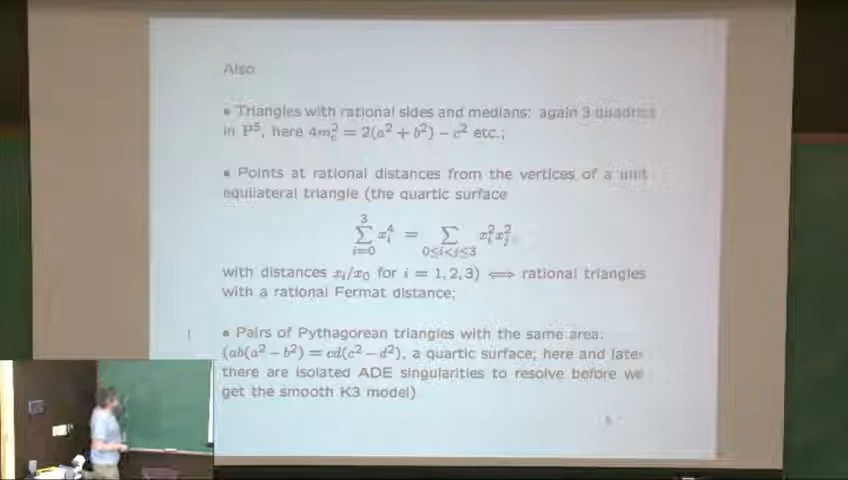 Also
• Triangles with rational sides and medians: again 3 quadrics
in P⁵, here 4m_c² = 2(a² + b²) − c² etc.;
• Points at rational distances from the vertices of a unit
equilateral triangle (the quartic surface
∑_{i=0}^{3} x_i⁴ = ∑_{0≤i<j≤3} x_i² x_j²,
with distances x_i/x_0 for i = 1, 2, 3) ⟺ rational triangles
with a rational Fermat distance;
• Pairs of Pythagorean triangles with the same area:
(ab(a² − b²) = cd(c² − d²), a quartic surface; here and later
there are isolated ADE singularities to resolve before we
get the smooth K3 model)